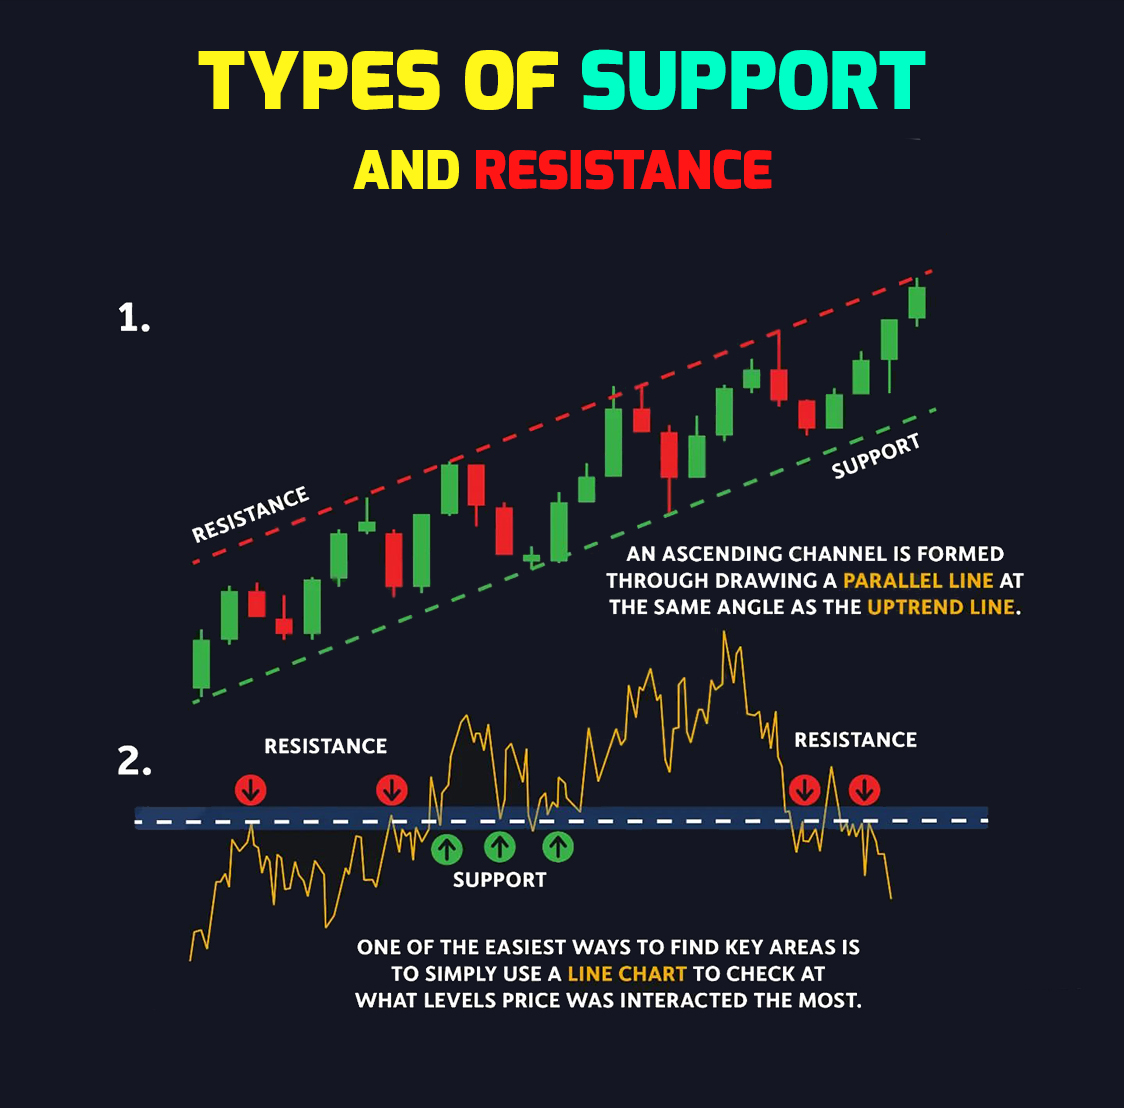 TYPES OF SUPPORT
AND RESISTANCE
1.
RESISTANCE
SUPPORT
AN ASCENDING CHANNEL IS FORMED
THROUGH DRAWING A PARALLEL LINE AT
THE SAME ANGLE AS THE UPTREND LINE.
2.
RESISTANCE
RESISTANCE
SUPPORT
ONE OF THE EASIEST WAYS TO FIND KEY AREAS IS
TO SIMPLY USE A LINE CHART TO CHECK AT
WHAT LEVELS PRICE WAS INTERACTED THE MOST.